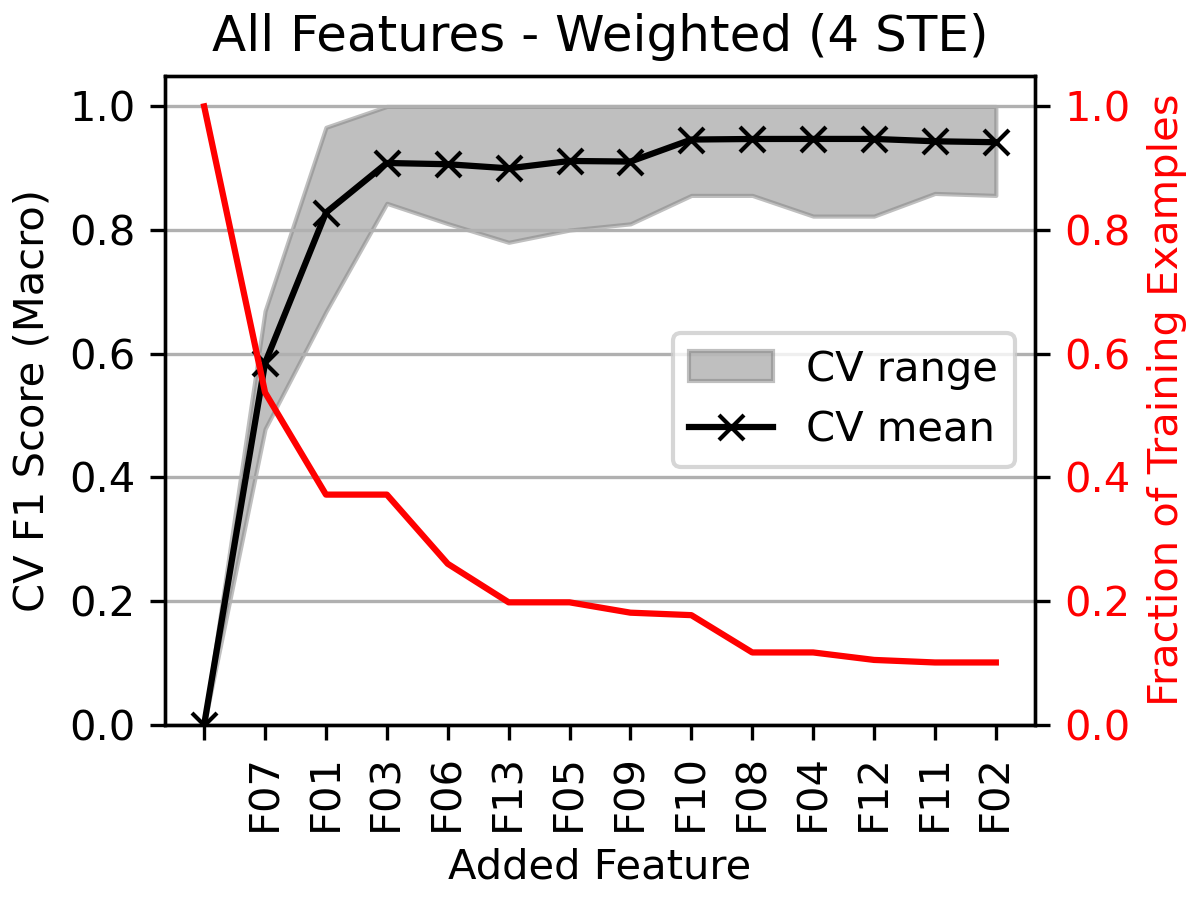 All Features - Weighted (4 STE)
CV F1 Score (Macro)
1.0
0.8
0.6
0.4
0.2
0.0
CV range
CV mean
1.0
0.8
0.6
0.4
0.2
0.0
Fraction of Training Examples
F07
F01
F03
F06
F13
F05
F09
F10
F08
F04
F12
F11
F02
Added Feature